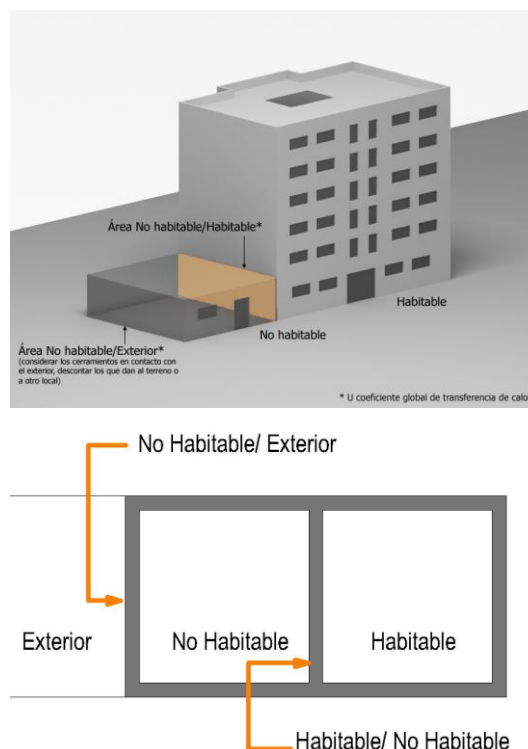 Área No habitable/Habitable*
Habitable
No habitable
Área No habitable/Exterior*
(considerar los cerramientos en contacto con
el exterior, descontar los que dan al terreno o
a otro local)
* U coeficiente global de transferencia de calo
No Habitable/ Exterior
Exterior
No Habitable
Habitable
Habitable/ No Habitable